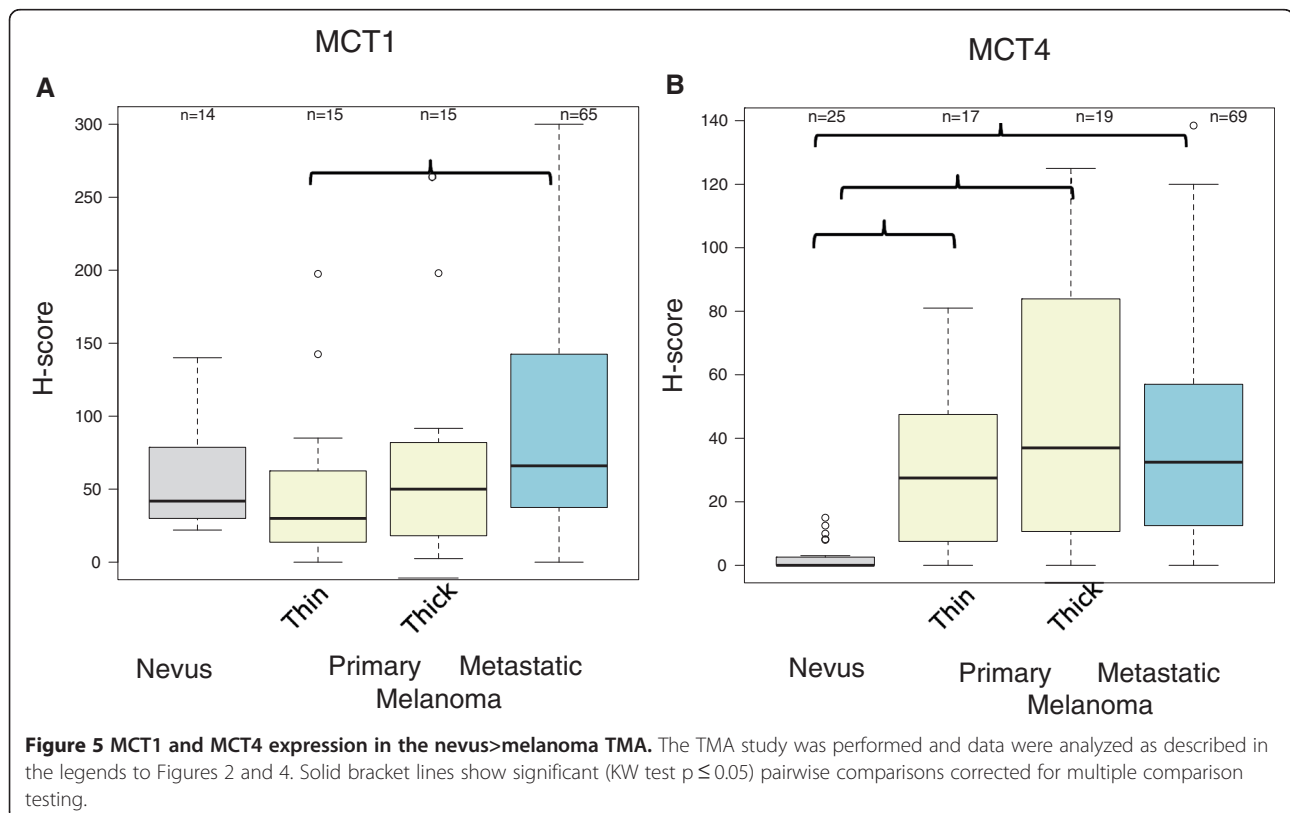 MCT1
MCT4
A
n=14 n=15 n=15 n=65
300
250
200
150
100
50
0
H-score
Thin
Thick
Nevus
Primary
Metastatic
Melanoma
B
n=25 n=17 n=19 n=69
140
120
100
80
60
40
20
0
H-score
Thin
Thick
Nevus
Primary
Metastatic
Melanoma
Figure 5 MCT1 and MCT4 expression in the nevus>melanoma TMA. The TMA study was performed and data were analyzed as described in
the legends to Figures 2 and 4. Solid bracket lines show significant (KW test p ≤ 0.05) pairwise comparisons corrected for multiple comparison
testing.